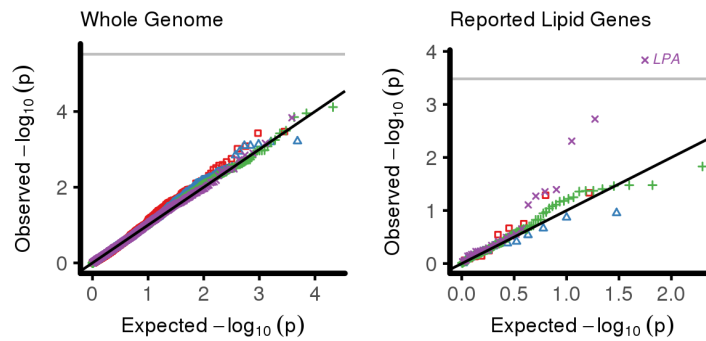 Whole Genome
Observed −log10 (p)
4
2
0
0
1
2
3
4
Expected −log10 (p)
Reported Lipid Genes
Observed −log10 (p)
4
3
2
1
0
LPA
0.0
0.5
1.0
1.5
2.0
Expected −log10 (p)